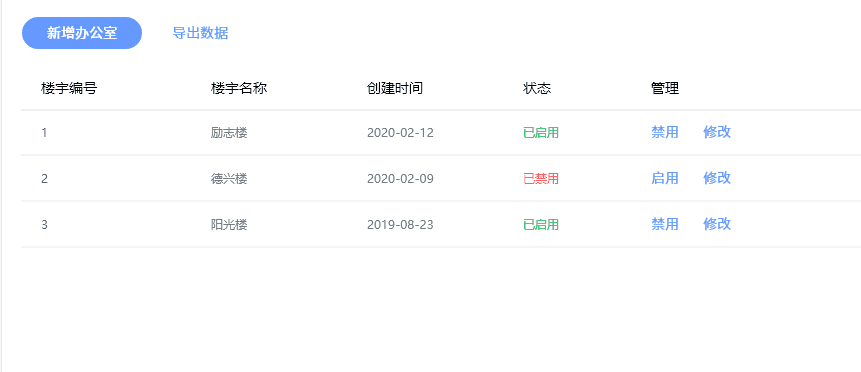 新增办公室 导出数据
楼宇编号 楼宇名称 创建时间 状态 管理
1 励志楼 2020-02-12 已启用 禁用 修改
2 德兴楼 2020-02-09 已禁用 启用 修改
3 阳光楼 2019-08-23 已启用 禁用 修改